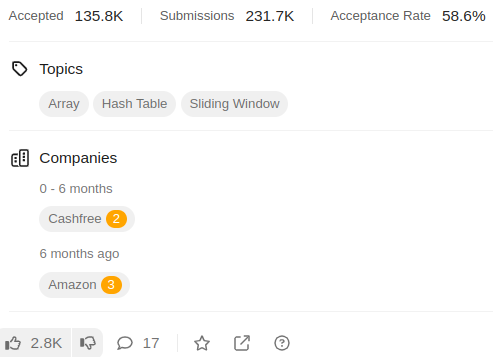 Accepted 135.8K Submissions 231.7K Acceptance Rate 58.6%
Topics
Array Hash Table Sliding Window
Companies
0 - 6 months
Cashfree 2
6 months ago
Amazon 3
2.8K 17